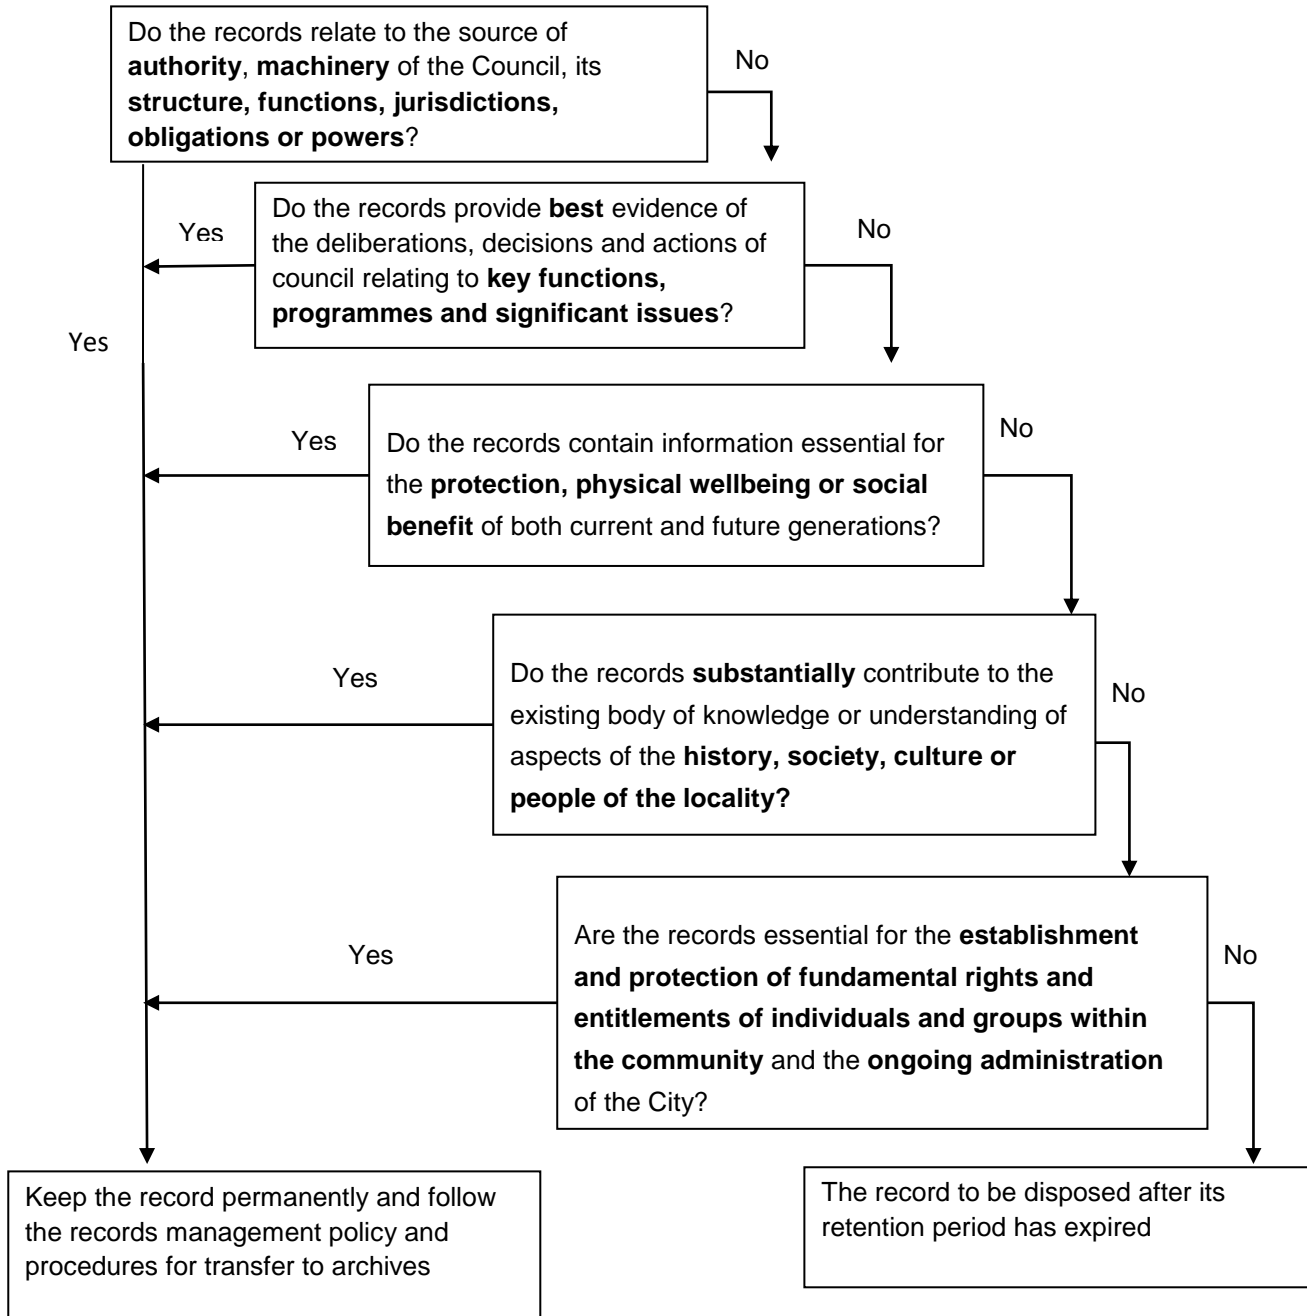 Do the records relate to the source of
authority, machinery of the Council, its
structure, functions, jurisdictions,
obligations or powers?
No
Yes
Do the records provide best evidence of
the deliberations, decisions and actions of
council relating to key functions,
programmes and significant issues?
Yes
No
Do the records contain information essential for
the protection, physical wellbeing or social
benefit of both current and future generations?
Yes
No
Do the records substantially contribute to the
existing body of knowledge or understanding of
aspects of the history, society, culture or
people of the locality?
Yes
No
Are the records essential for the establishment
and protection of fundamental rights and
entitlements of individuals and groups within
the community and the ongoing administration
of the City?
Yes
No
Keep the record permanently and follow
the records management policy and
procedures for transfer to archives
The record to be disposed after its
retention period has expired